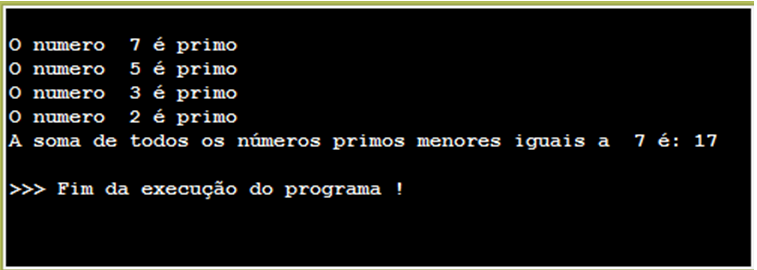 O numero  7 é primo
O numero  5 é primo
O numero  3 é primo
O numero  2 é primo
A soma de todos os números primos menores iguais a  7 é: 17
>>> Fim da execução do programa !